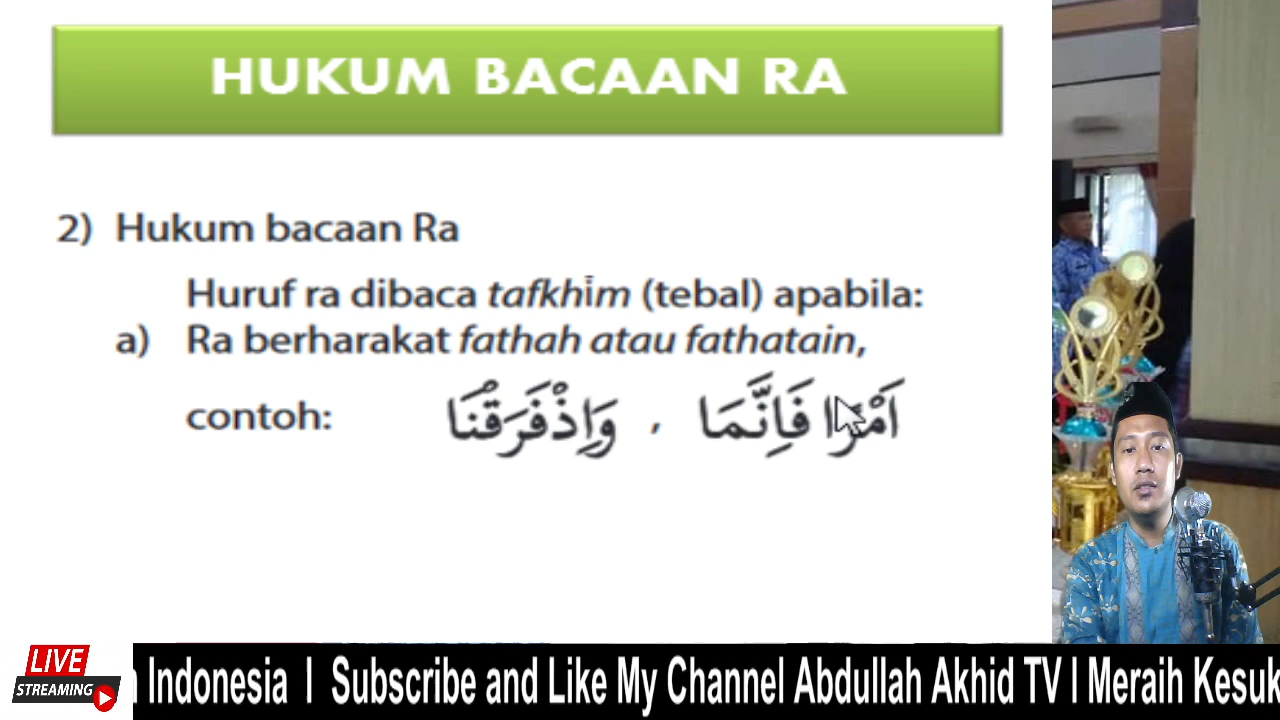 HUKUM BACAAN RA
2) Hukum bacaan Ra
Huruf ra dibaca tafkhim (tebal) apabila:
a) Ra berharakat fathah atau fathatain,
contoh: اَمْرًا فَاِنَّمَا ، وَاِذْفَرَقْنَا
LIVE
STREAMING
Indonesia I Subscribe and Like My Channel Abdullah Akhid TV I Meraih